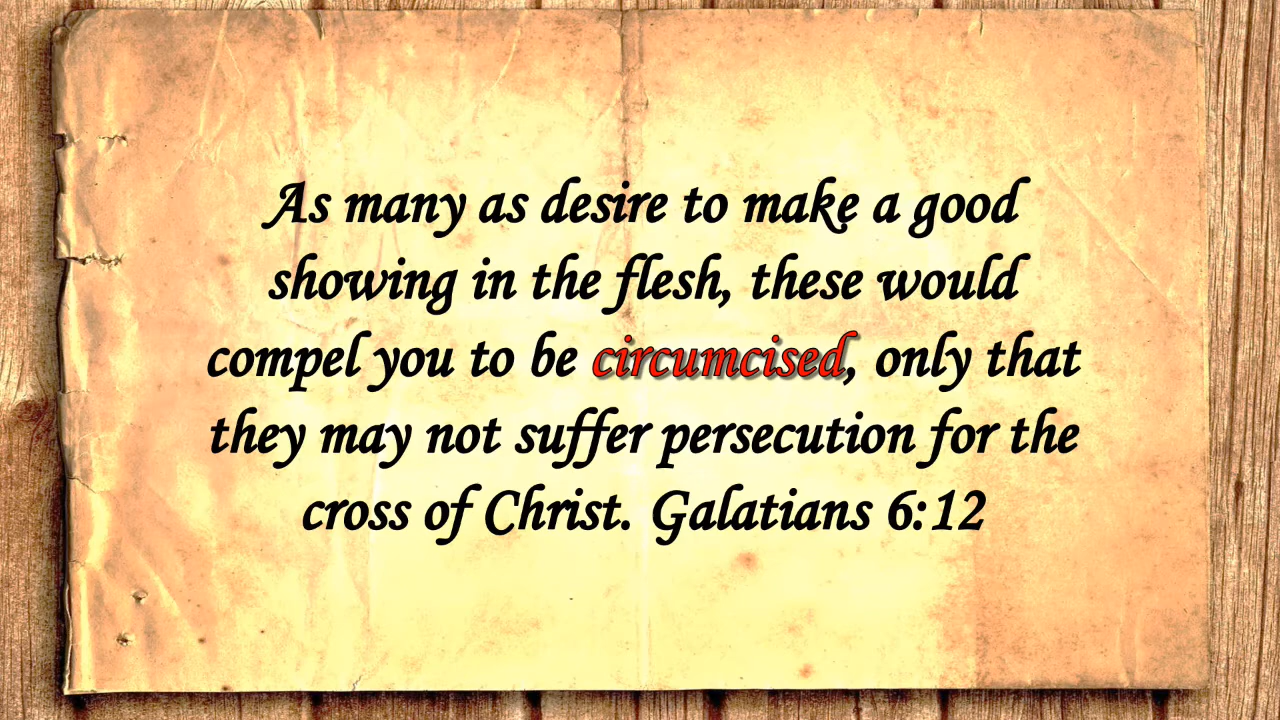 As many as desire to make a good
showing in the flesh, these would
compel you to be circumcised, only that
they may not suffer persecution for the
cross of Christ. Galatians 6:12